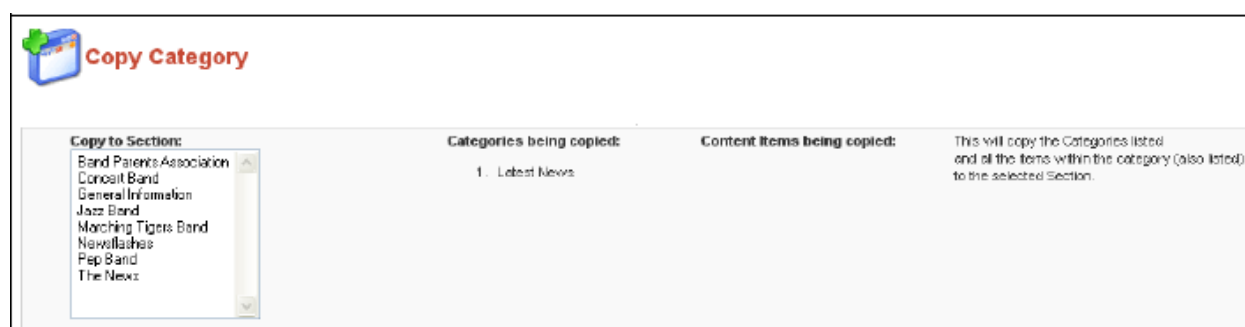 Copy Category
Copy to Section:
Band Parents Association
Concert Band
General Information
Jazz Band
Marching Tigers Band
Newsflashes
Pep Band
The News
Categories being copied:
1. Latest News
Content Items being copied:
This will copy the Categories listed
and all the items within the category (also listed)
to the selected Section.